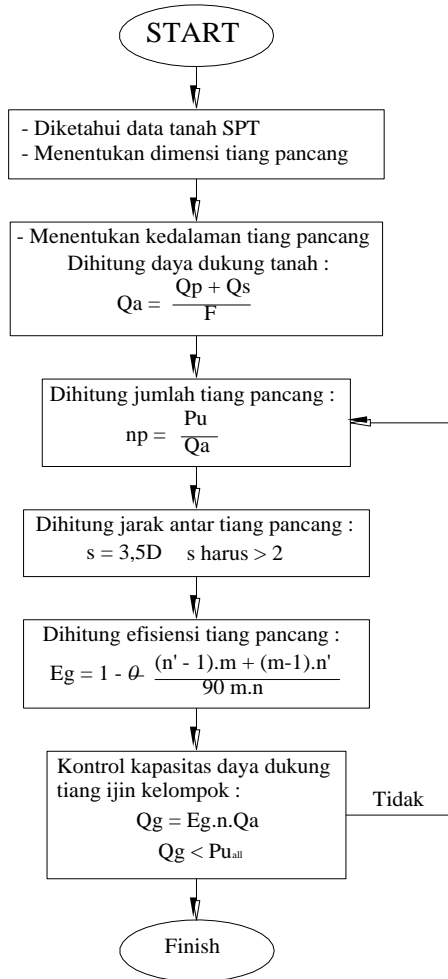 START
- Diketahui data tanah SPT
- Menentukan dimensi tiang pancang
- Menentukan kedalaman tiang pancang
Dihitung daya dukung tanah :
Qa = Qp + Qs / F
Dihitung jumlah tiang pancang :
np = Pu / Qa
Dihitung jarak antar tiang pancang :
s = 3,5D s harus > 2
Dihitung efisiensi tiang pancang :
Eg = 1 - θ (n' - 1).m + (m-1).n' / 90 m.n
Kontrol kapasitas daya dukung
tiang ijin kelompok :
Qg = Eg.n.Qa
Qg < Puall
Tidak
Finish